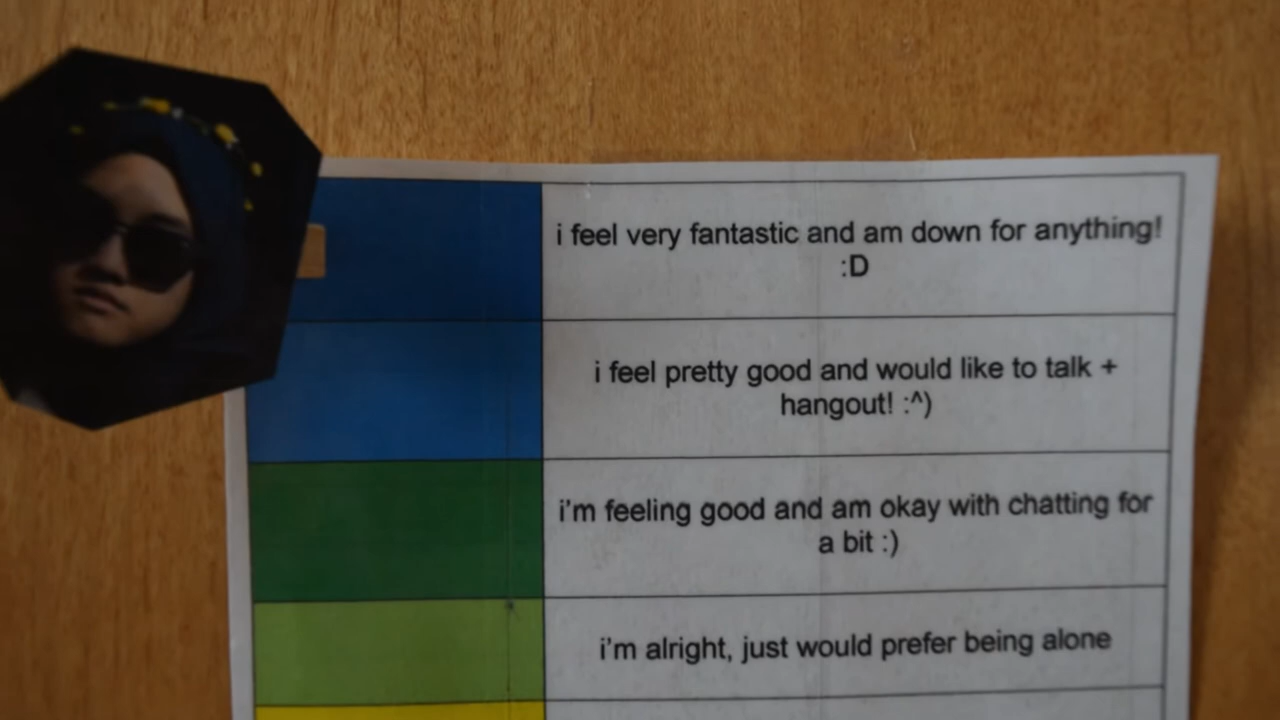 i feel very fantastic and am down for anything!
:D
i feel pretty good and would like to talk +
hangout! :^)
i'm feeling good and am okay with chatting for
a bit :)
i'm alright, just would prefer being alone